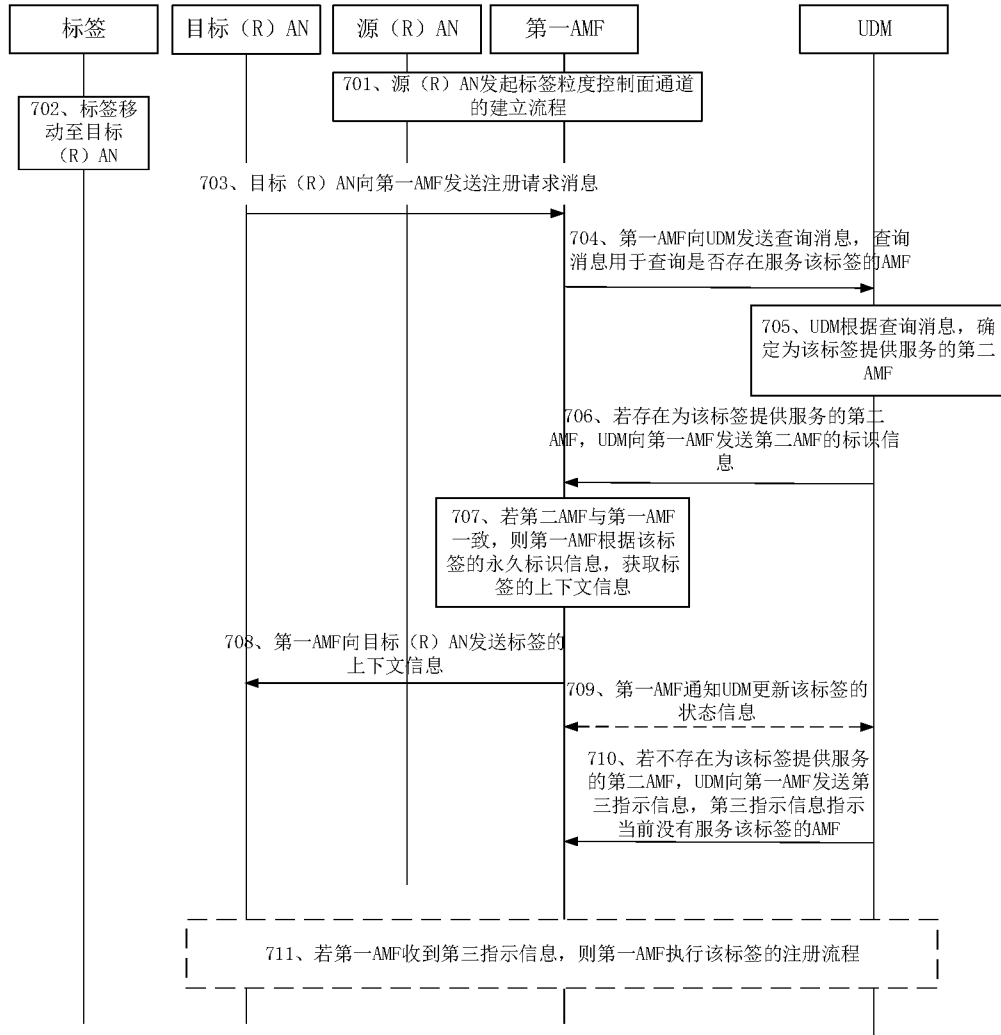 标签
目标（R）AN
源（R）AN
第一AMF
UDM
701、源（R）AN发起标签粒度控制面通道
的建立流程
702、标签移
动至目标
（R）AN
703、目标（R）AN向第一AMF发送注册请求消息
704、第一AMF向UDM发送查询消息，查询
消息用于查询是否存在服务该标签的AMF
705、UDM根据查询消息，确
定为该标签提供服务的第二
AMF
706、若存在为该标签提供服务的第二
AMF，UDM向第一AMF发送第二AMF的标识信
息
707、若第二AMF与第一AMF
一致，则第一AMF根据该标
签的永久标识信息，获取标
签的上下文信息
708、第一AMF向目标（R）AN发送标签的
上下文信息
709、第一AMF通知UDM更新该标签的
状态信息
710、若不存在为该标签提供服务
的第二AMF，UDM向第一AMF发送第
三指示信息，第三指示信息指示
当前没有服务该标签的AMF
711、若第一AMF收到第三指示信息，则第一AMF执行该标签的注册流程